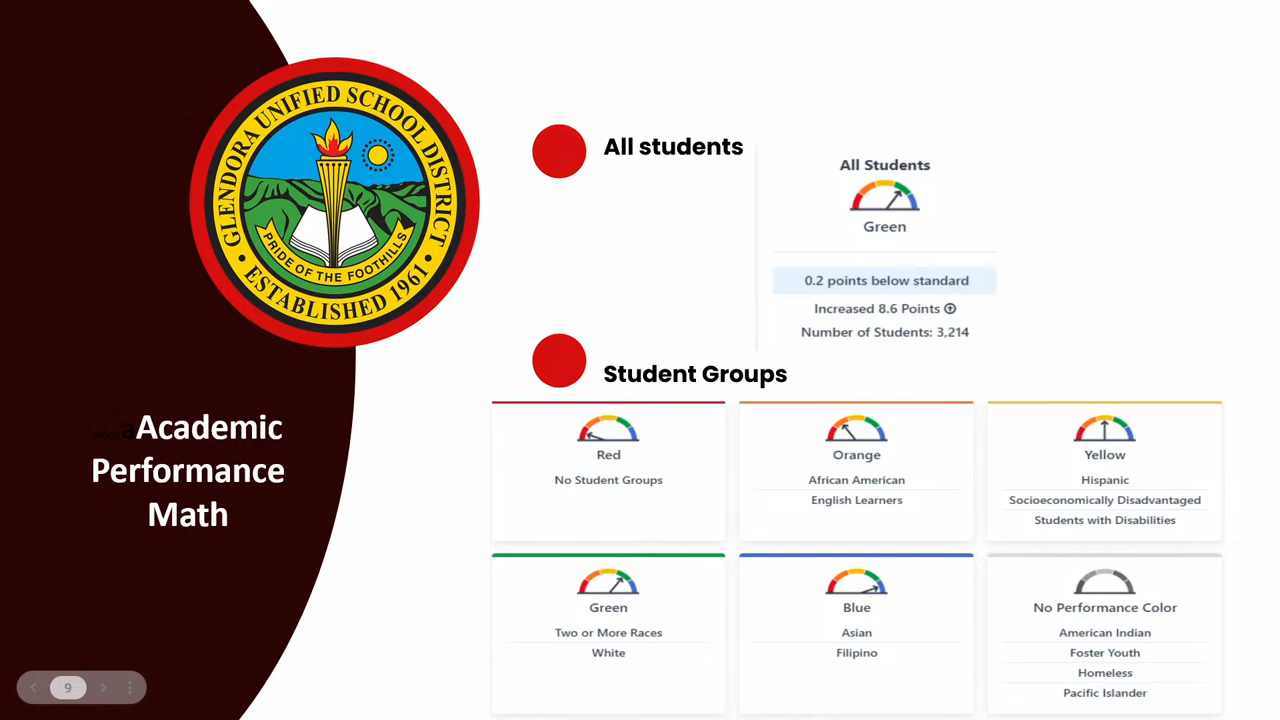 GLENDORA UNIFIED SCHOOL DISTRICT
PRIDE OF THE FOOTHILLS
• ESTABLISHED 1961 •
Academic
Performance
Math
9
All students
All Students
Green
0.2 points below standard
Increased 8.6 Points
Number of Students: 3,214
Student Groups
Red
No Student Groups
Orange
African American
English Learners
Yellow
Hispanic
Socioeconomically Disadvantaged
Students with Disabilities
Green
Two or More Races
White
Blue
Asian
Filipino
No Performance Color
American Indian
Foster Youth
Homeless
Pacific Islander